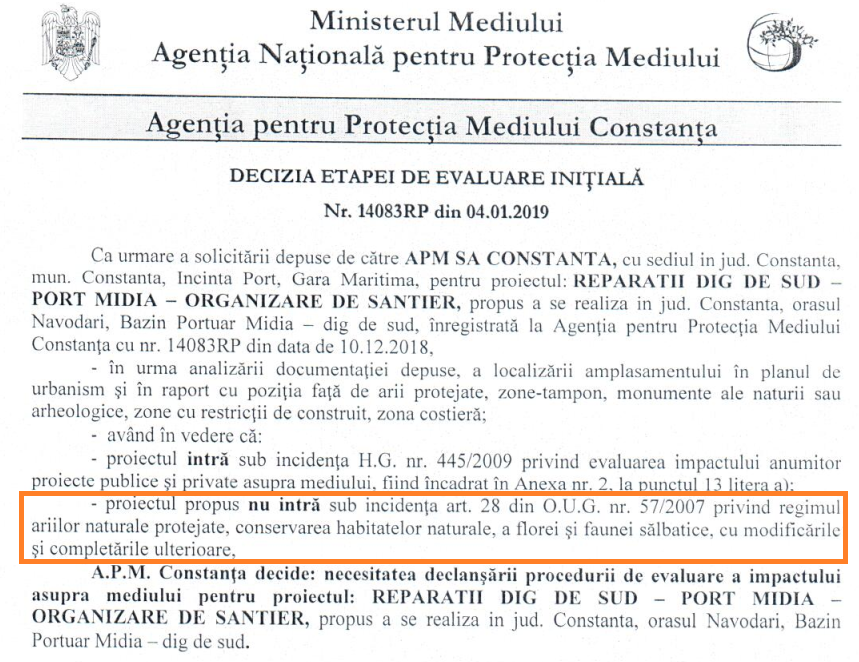 Ministerul Mediului
Agenția Națională pentru Protecția Mediului
Agenția pentru Protecția Mediului Constanța
DECIZIA ETAPEI DE EVALUARE INIŢIALĂ
Nr. 14083RP din 04.01.2019
Ca urmare a solicitării depuse de către APM SA CONSTANTA, cu sediul in jud. Constanta,
mun. Constanta, Incinta Port, Gara Maritima, pentru proiectul: REPARATII DIG DE SUD –
PORT MIDIA – ORGANIZARE DE SANTIER, propus a se realiza in jud. Constanta, orasul
Navodari, Bazin Portuar Midia – dig de sud, înregistrată la Agenţia pentru Protecţia Mediului
Constanţa cu nr. 14083RP din data de 10.12.2018,
- în urma analizării documentaţiei depuse, a localizării amplasamentului în planul de
urbanism şi în raport cu poziţia faţă de arii protejate, zone-tampon, monumente ale naturii sau
arheologice, zone cu restricţii de construit, zona costieră;
- având în vedere că:
- proiectul intră sub incidenţa H.G. nr. 445/2009 privind evaluarea impactului anumitor
proiecte publice şi private asupra mediului, fiind încadrat în Anexa nr. 2, la punctul 13 litera a);
- proiectul propus nu intră sub incidenţa art. 28 din O.U.G. nr. 57/2007 privind regimul
ariilor naturale protejate, conservarea habitatelor naturale, a florei şi faunei sălbatice, cu modificările
şi completările ulterioare,
A.P.M. Constanţa decide: necesitatea declanşării procedurii de evaluare a impactului
asupra mediului pentru proiectul: REPARATII DIG DE SUD – PORT MIDIA –
ORGANIZARE DE SANTIER, propus a se realiza in jud. Constanta, orasul Navodari, Bazin
Portuar Midia – dig de sud.